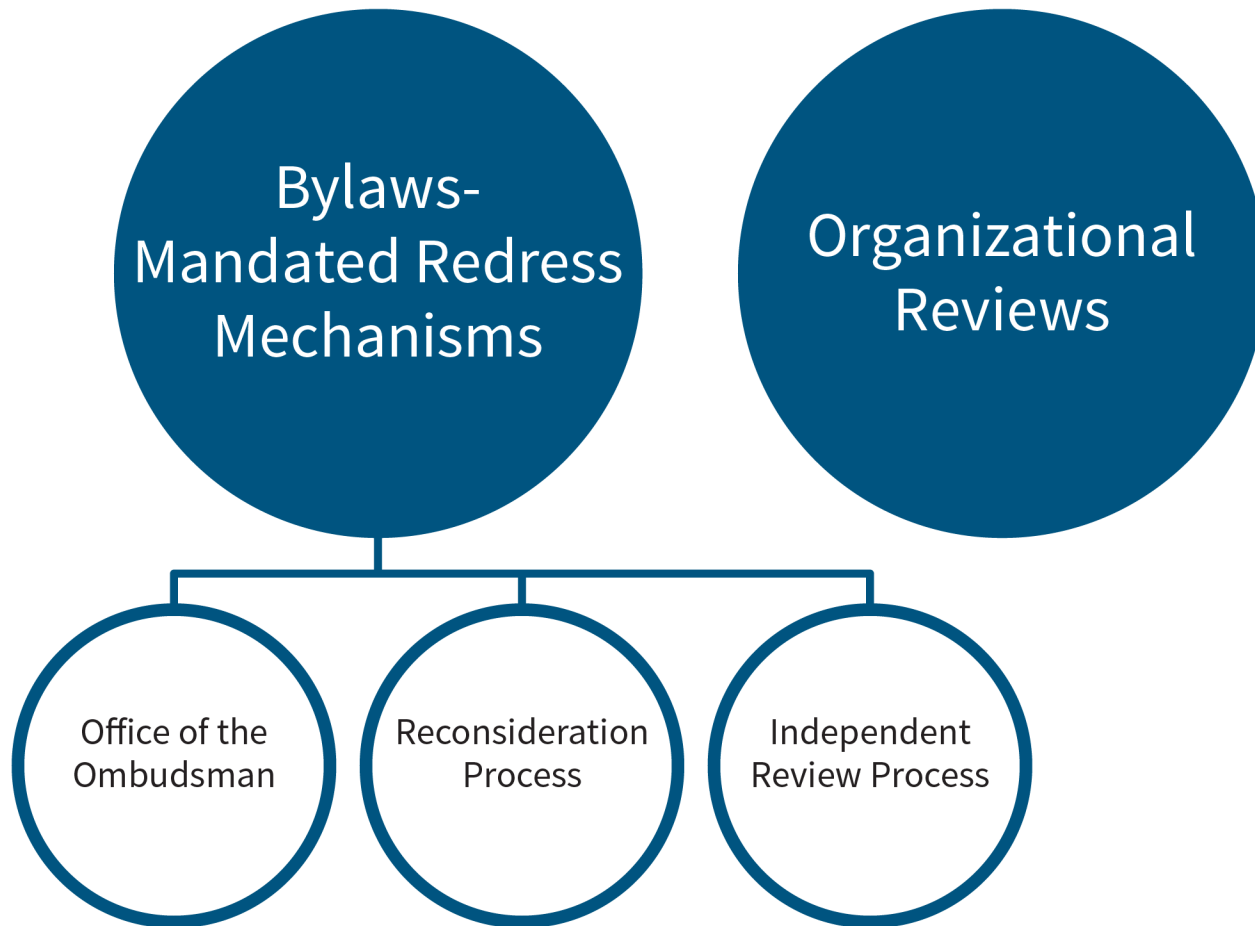 Bylaws-
Mandated Redress
Mechanisms
Organizational
Reviews
Office of the
Ombudsman
Reconsideration
Process
Independent
Review Process